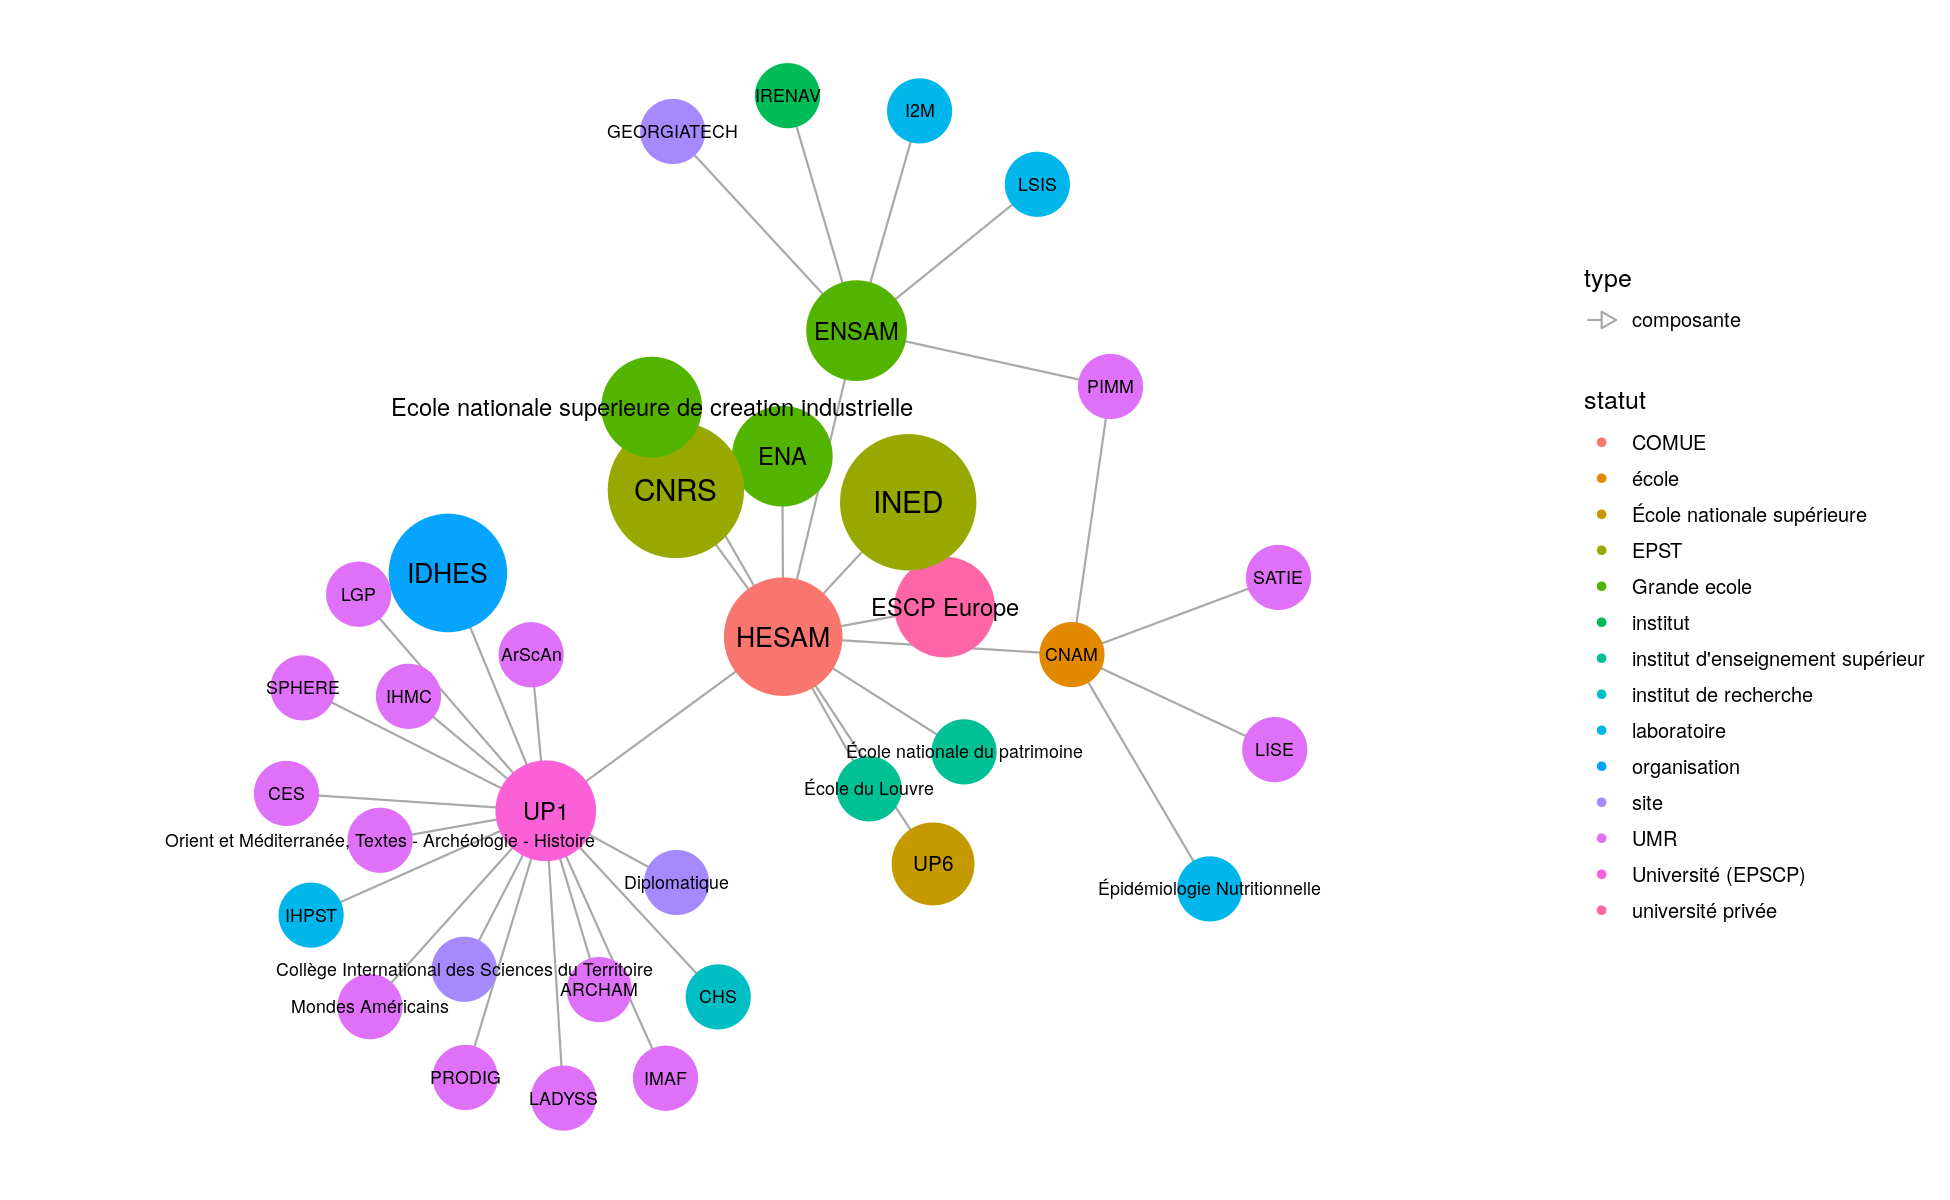 IRENAV
I2M
GEORGIATECH
LSIS
ENSAM
PIMM
Ecole nationale superieure de creation industrielle
ENA
CNRS
INED
IDHES
SATIE
LGP
ESCP Europe
HESAM
ArScAn
CNAM
SPHERE
IHMC
LISE
École nationale du patrimoine
École du Louvre
CES
UP1
Orient et Méditerranée, Textes - Archéologie - Histoire
UP6
Diplomatique
Épidémiologie Nutritionnelle
IHPST
Collège International des Sciences du Territoire
ARCHAM
CHS
Mondes Américains
PRODIG
IMAF
LADYSS
type
composante
statut
COMUE
école
École nationale supérieure
EPST
Grande ecole
institut
institut d'enseignement supérieur
institut de recherche
laboratoire
organisation
site
UMR
Université (EPSCP)
université privée